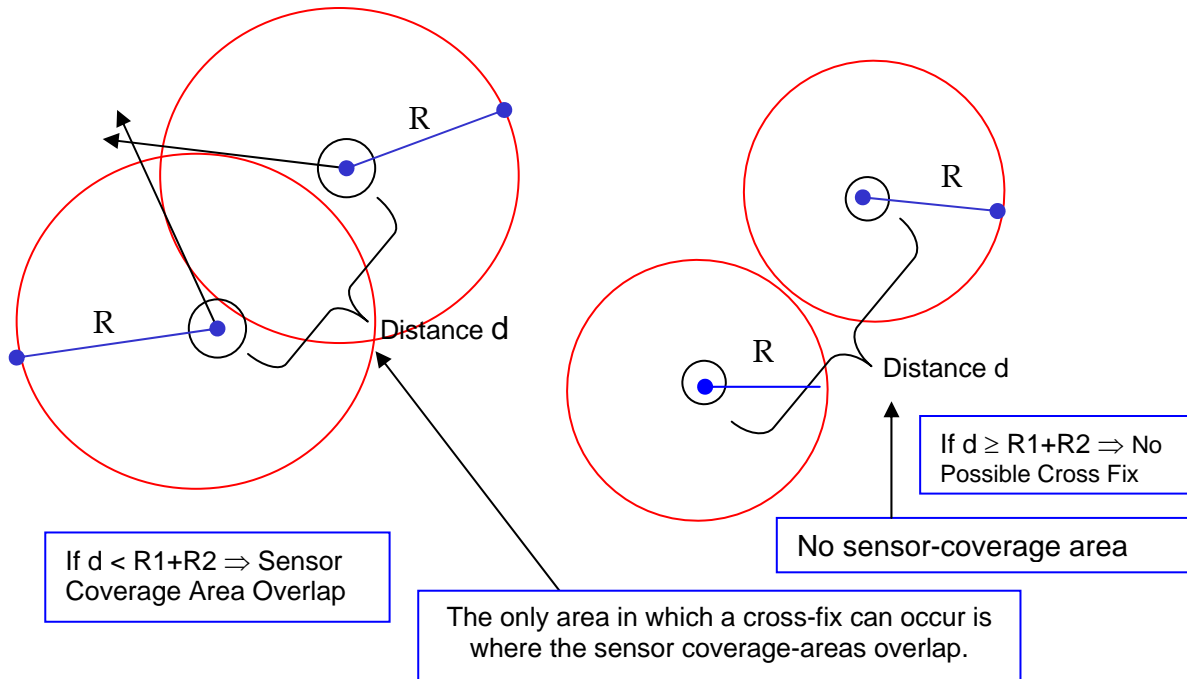 R
R
R
Distance d
R
Distance d
If d ≥ R1+R2 ⇒ No
Possible Cross Fix
No sensor-coverage area
If d < R1+R2 ⇒ Sensor
Coverage Area Overlap
The only area in which a cross-fix can occur is
where the sensor coverage-areas overlap.